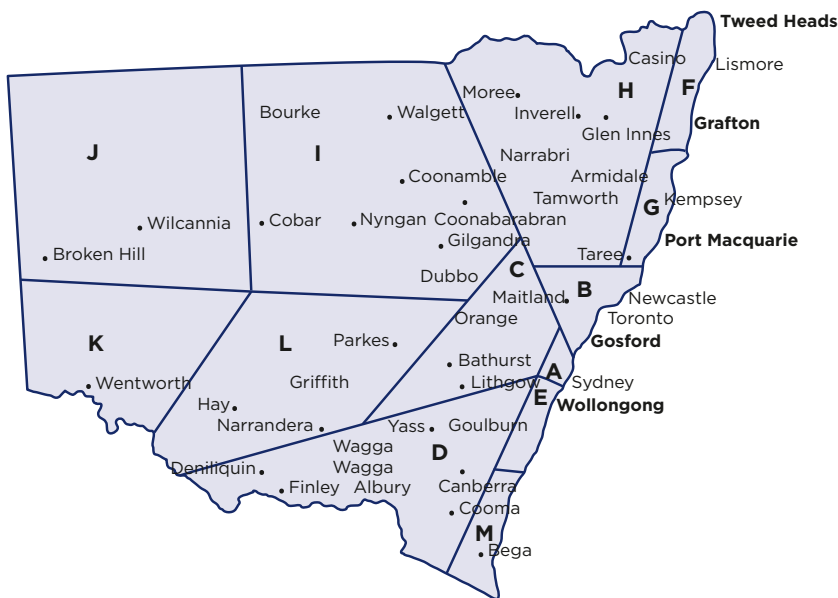 Tweed Heads
Casino
Lismore
H
F
Moree
Bourke
Walgett
Inverell
Grafton
Glen Innes
J
I
Narrabri
Coonamble
Armidale
Tamworth
G
Kempsey
Wilcannia
Cobar
Nyngan
Coonabarabran
Gilgandra
Port Macquarie
Broken Hill
Taree
C
Dubbo
B
Maitland
Newcastle
Orange
Toronto
K
L
Parkes
Gosford
Bathurst
A
Wentworth
Griffith
Lithgow
Sydney
E
Wollongong
Hay
Narrandera
Yass
Goulburn
Wagga
Wagga
D
Deniliquin
Finley
Albury
Canberra
Cooma
M
Bega